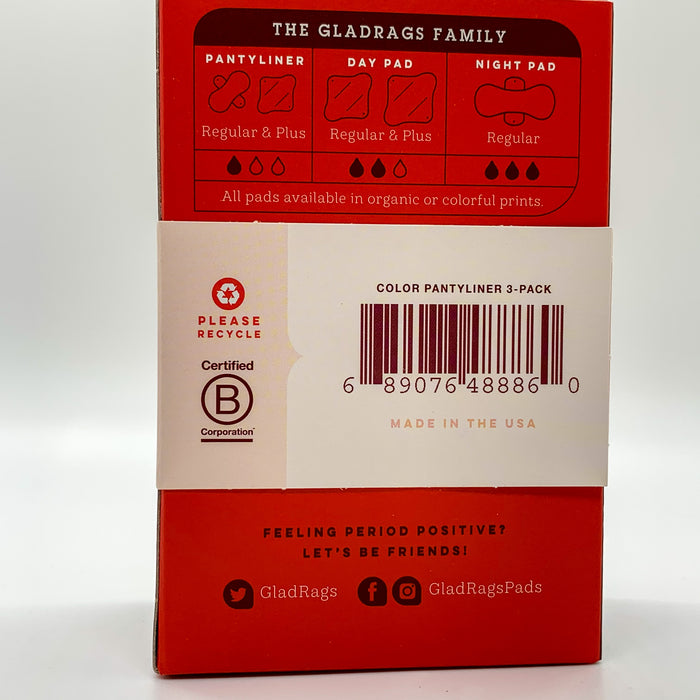 THE GLADRAGS FAMILY
PANTYLINER
Regular & Plus
DAY PAD
Regular & Plus
NIGHT PAD
Regular
All pads available in organic or colorful prints.
PLEASE
RECYCLE
Certified
B
Corporation
COLOR PANTYLINER 3-PACK
6 89076 48886 0
MADE IN THE USA
FEELING PERIOD POSITIVE?
LET'S BE FRIENDS!
GladRags
GladRagsPads